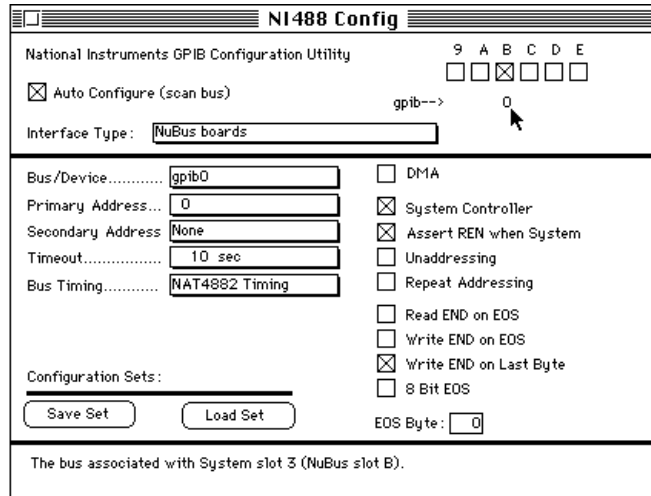 NI488 Config
National Instruments GPIB Configuration Utility
9 A B C D E
Auto Configure (scan bus)
gpib--> 0
Interface Type: NuBus boards
Bus/Device........... gpib0
Primary Address... 0
Secondary Address None
Timeout................. 10 sec
Bus Timing........... NAT4882 Timing
DMA
System Controller
Assert REN when System
Unaddressing
Repeat Addressing
Read END on EOS
Write END on EOS
Write END on Last Byte
8 Bit EOS
EOS Byte: 0
Configuration Sets:
Save Set Load Set
The bus associated with System slot 3 (NuBus slot B).